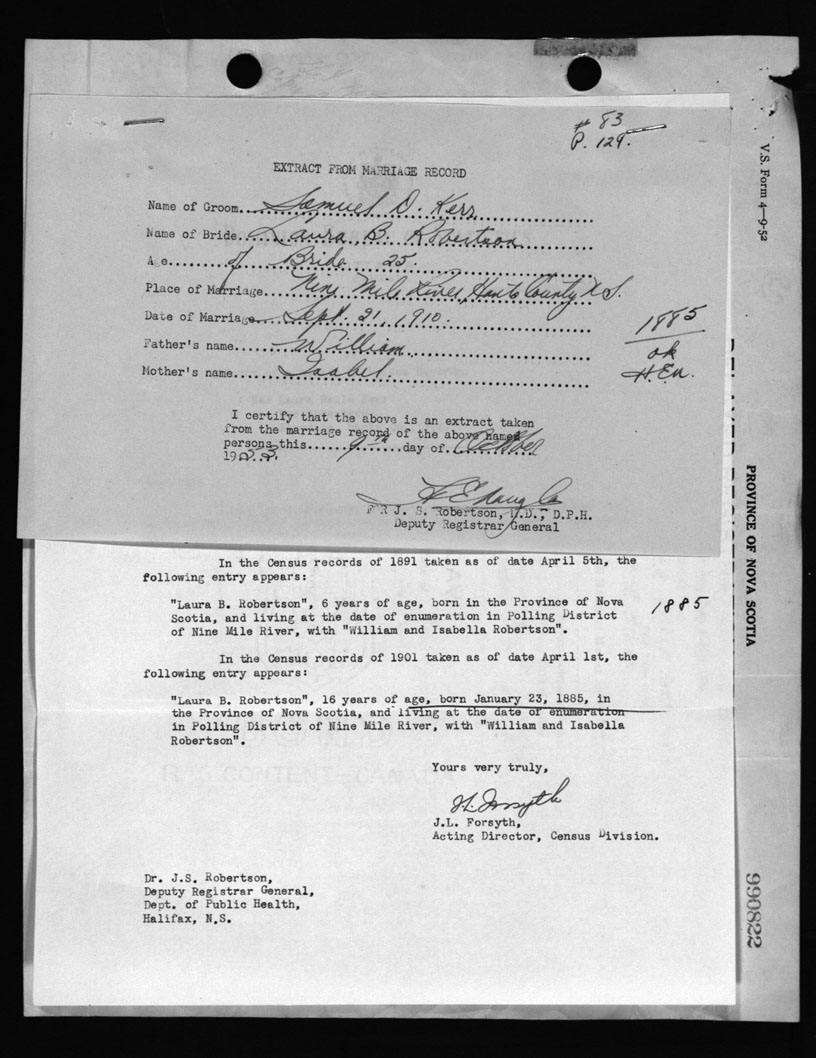 # 83
P. 129.
EXTRACT FROM MARRIAGE RECORD
Name of Groom... Samuel D. Kerr
Name of Bride. Laura B. Robertson
Age........ of Bride 25.
Place of Marriage... Nine Mile River, Hants County N.S.
Date of Marriage... Sept. 21, 1910.
Father's name..... William
Mother's name..... Isabel.
1885
ok
H.E.
I certify that the above is an extract taken
from the marriage record of the above named
persons this...... 9th ....day of. October
195 3.
FOR J. S. Robertson, M.D., D.P.H.
Deputy Registrar General
In the Census records of 1891 taken as of date April 5th, the
following entry appears:
"Laura B. Robertson", 6 years of age, born in the Province of Nova
Scotia, and living at the date of enumeration in Polling District
of Nine Mile River, with "William and Isabella Robertson".
1885
In the Census records of 1901 taken as of date April 1st, the
following entry appears:
"Laura B. Robertson", 16 years of age, born January 23, 1885, in
the Province of Nova Scotia, and living at the date of enumeration
in Polling District of Nine Mile River, with "William and Isabella
Robertson".
Yours very truly,
J.L. Forsyth
J.L. Forsyth,
Acting Director, Census Division.
Dr. J.S. Robertson,
Deputy Registrar General,
Dept. of Public Health,
Halifax, N.S.
V.S. Form 4—9-52
PROVINCE OF NOVA SCOTIA
990822